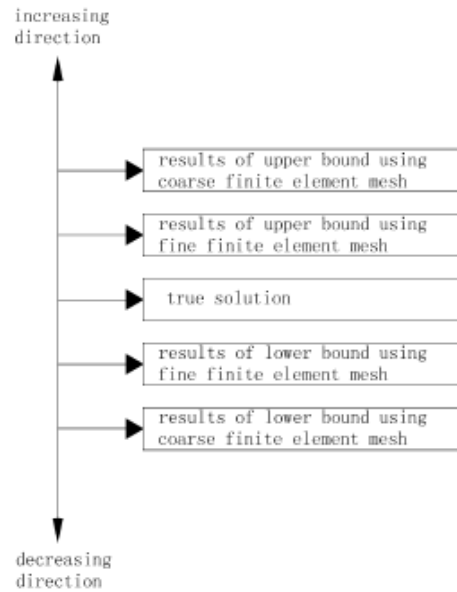 increasing
direction
results of upper bound using
coarse finite element mesh
results of upper bound using
fine finite element mesh
true solution
results of lower bound using
fine finite element mesh
results of lower bound using
coarse finite element mesh
decreasing
direction